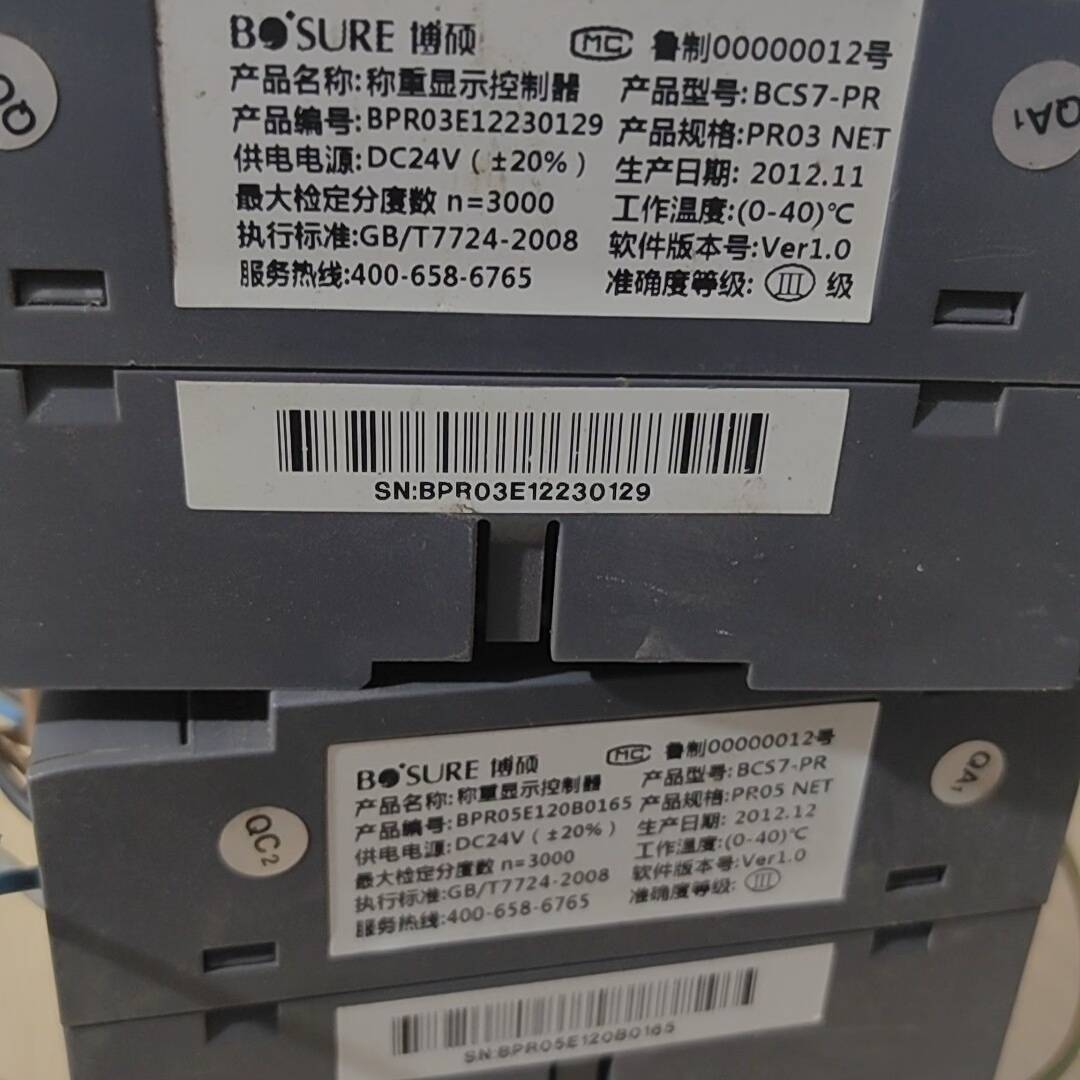 BOSURE 博硕
MC 鲁制00000012号
产品名称:称重显示控制器
产品型号:BCS7-PR
产品编号:BPR03E12230129
产品规格:PR03 NET
供电电源:DC24V(±20%)
生产日期: 2012.11
最大检定分度数 n=3000
工作温度:(0-40)℃
执行标准:GB/T7724-2008
软件版本号:Ver1.0
服务热线:400-658-6765
准确度等级: III 级
QA1
SN:BPR03E12230129
BOSURE 博硕
MC 鲁制00000012号
产品名称:称重显示控制器
产品型号:BCS7-PR
产品编号:BPR05E120B0165
产品规格:PR05 NET
供电电源:DC24V(±20%)
生产日期: 2012.12
最大检定分度数 n=3000
工作温度:(0-40)℃
执行标准:GB/T7724-2008
软件版本号:Ver1.0
服务热线:400-658-6765
准确度等级: III
QC2
QA1
SN:BPR05E120B0165